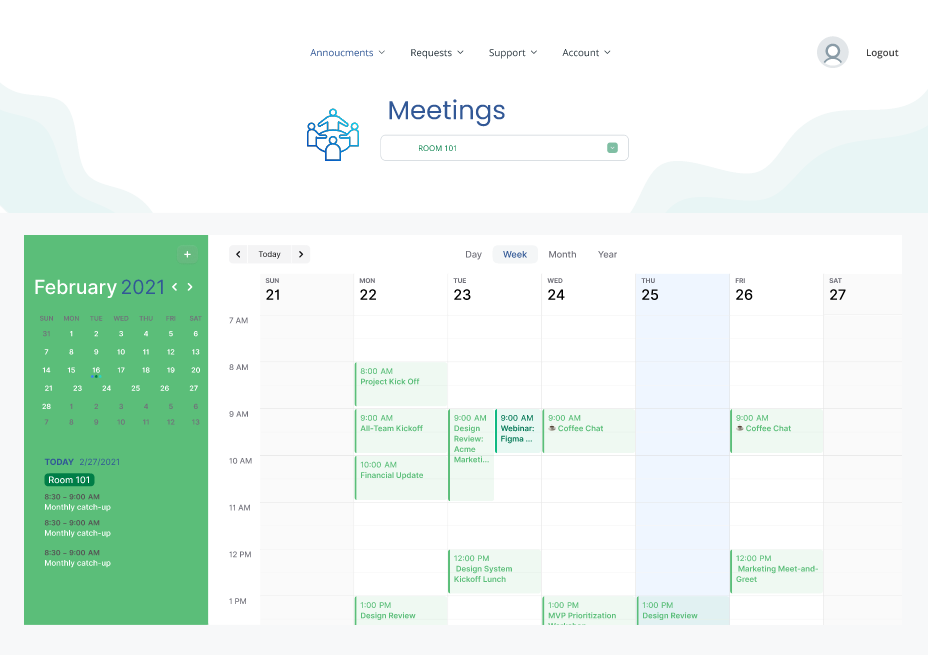 Annoucments Requests Support Account Logout
Meetings
ROOM 101
Today Day Week Month Year
February 2021
SUN MON TUE WED THU FRI SAT
31 1 2 3 4 5 6
7 8 9 10 11 12 13
14 15 16 17 18 19 20
21 23 24 25 26 27
28 1 2 3 4 5 6
7 8 9 10 11 12 13
TODAY 2/27/2021
Room 101
8:30 – 9:00 AM
Monthly catch-up
8:30 – 9:00 AM
Monthly catch-up
8:30 – 9:00 AM
Monthly catch-up
SUN MON TUE WED THU FRI SAT
21 22 23 24 25 26 27
7 AM
8 AM
8:00 AM
Project Kick Off
9 AM
9:00 AM
All-Team Kickoff
9:00 AM
Design
Review:
Acme
Marketi...
9:00 AM
Webinar:
Figma ...
9:00 AM
☕ Coffee Chat
9:00 AM
☕ Coffee Chat
10 AM
10:00 AM
Financial Update
11 AM
12 PM
12:00 PM
Design System
Kickoff Lunch
12:00 PM
Marketing Meet-and-
Greet
1 PM
1:00 PM
Design Review
1:00 PM
MVP Prioritization
1:00 PM
Design Review